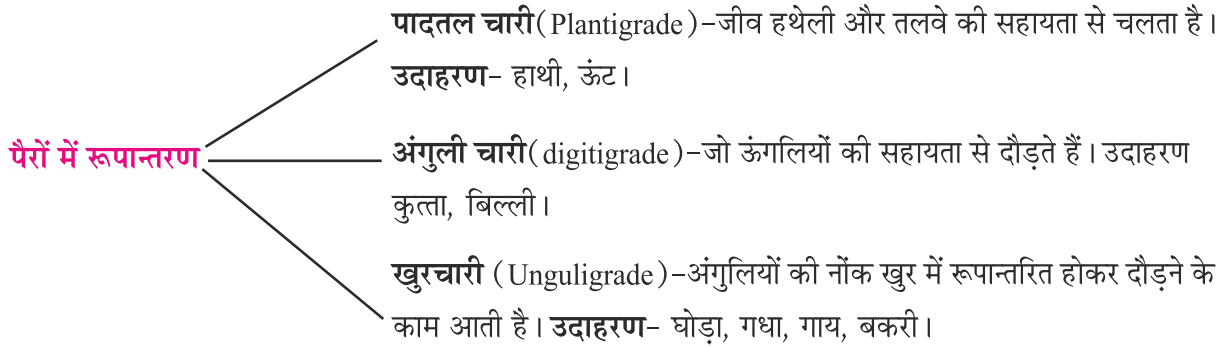 पादतल चारी(Plantigrade)–जीव हथेली और तलवे की सहायता से चलता है।
उदाहरण– हाथी, ऊंट।
पैरों में रूपान्तरण
अंगुली चारी(digitigrade)–जो ऊंगलियों की सहायता से दौड़ते हैं। उदाहरण
कुत्ता, बिल्ली।
खुरचारी (Unguligrade)–अंगुलियों की नोंक खुर में रूपान्तरित होकर दौड़ने के
काम आती है। उदाहरण– घोड़ा, गधा, गाय, बकरी।